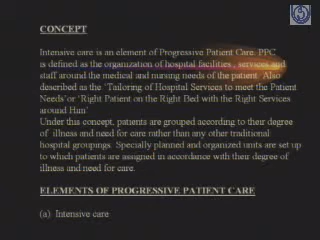 CONCEPT
Intensive care is an element of Progressive Patient Care. PPC
is defined as the organization of hospital facilities , services and
staff around the medical and nursing needs of the patient. Also
described as the 'Tailoring of Hospital Services to meet the Patient
Needs'or 'Right Patient on the Right Bed with the Right Services
around Him'
Under this concept, patients are grouped according to their degree
of illness and need for care rather than any other traditional
hospital groupings. Specially planned and organized units are set up
to which patients are assigned in accordance with their degree of
illness and need for care.
ELEMENTS OF PROGRESSIVE PATIENT CARE
(a) Intensive care